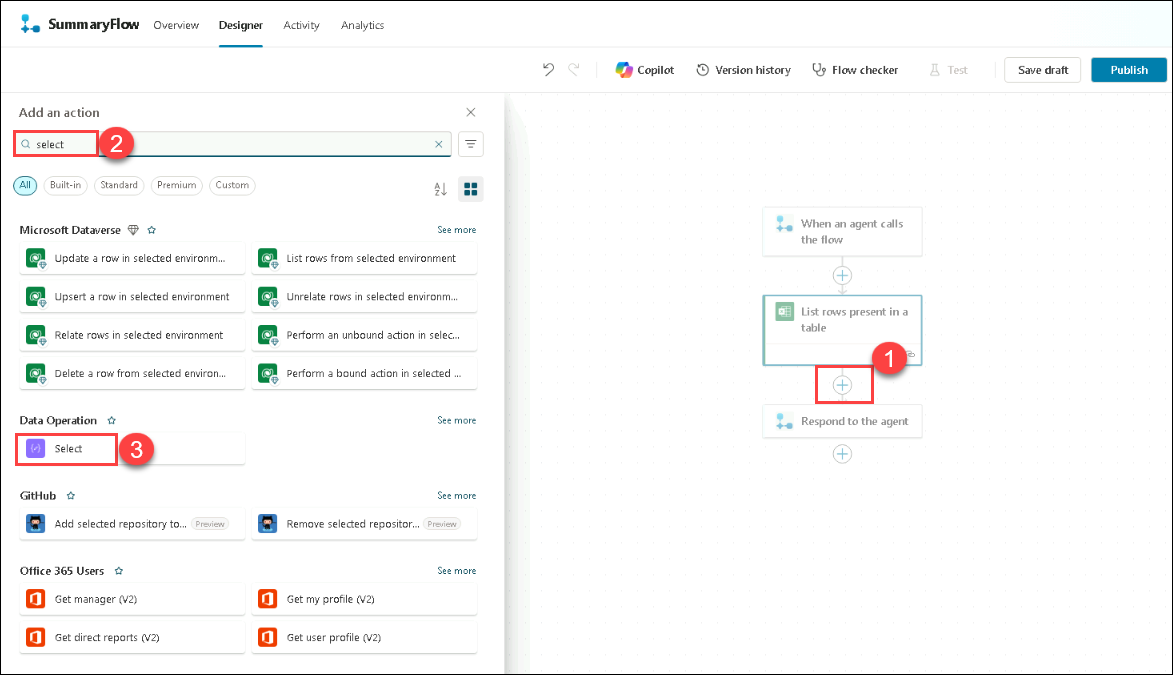 SummaryFlow Overview Designer Activity Analytics
Copilot Version history Flow checker Test Save draft Publish
Add an action
select 2
All Built-in Standard Premium Custom
Microsoft Dataverse See more
Update a row in selected environm... List rows from selected environment
Upsert a row in selected environment Unrelate rows in selected environm...
Relate rows in selected environment Perform an unbound action in selec...
Delete a row from selected environ... Perform a bound action in selected ...
Data Operation See more
Select 3
GitHub See more
Add selected repository to... Preview Remove selected repositor... Preview
Office 365 Users See more
Get manager (V2) Get my profile (V2)
Get direct reports (V2) Get user profile (V2)
When an agent calls
the flow
List rows present in a
table
1
Respond to the agent